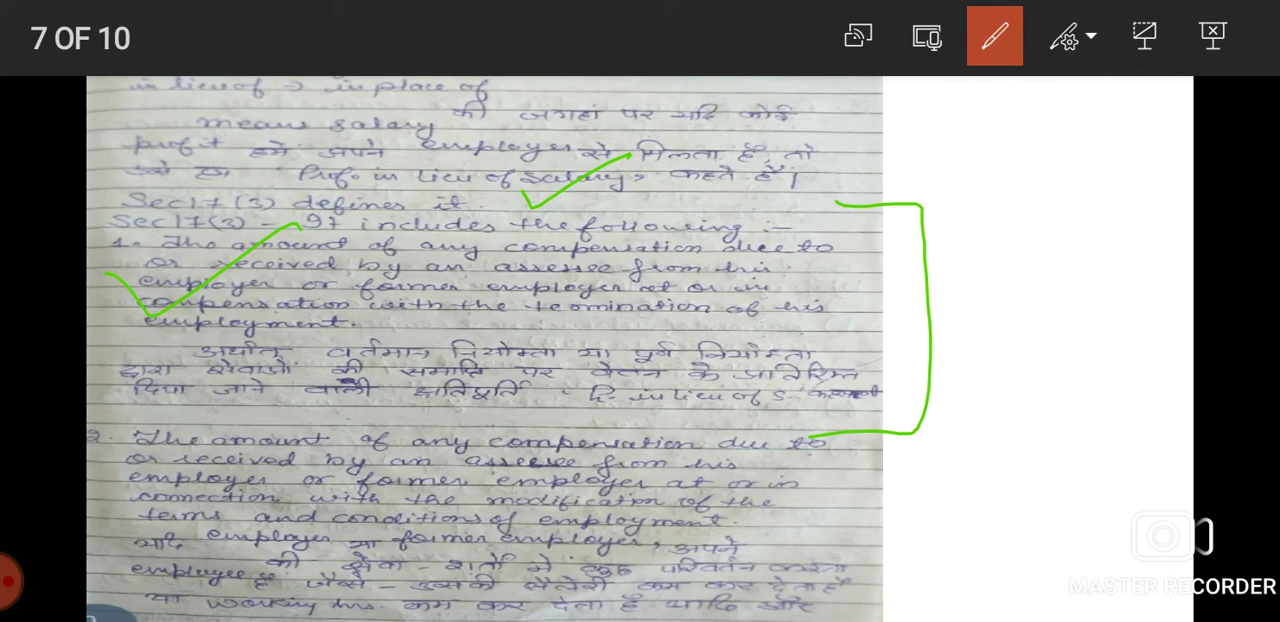 7 OF 10
in lieu of → in place of
means salary की जगहां पर यदि कोई
profit हमें अपने employer से मिलता है, तो
उसे हम Prof. in lieu of salary, कहते हैं।
Sec17(3) defines it.
Sec17(3) - It includes the following :-
1. The amount of any compensation due to
or received by an assessee from his
employer or former employer at or in
compensation with the termination of his
employment.
अर्थात् वर्तमान नियोक्ता या पूर्व नियोक्ता
द्वारा सेवाओं की समाप्ति पर वेतन के अतिरिक्त
दिया जाने वाली क्षतिपूर्ति in lieu of S.
2. The amount of any compensation due to
or received by an assessee from his
employer or former employer at or in
connection with the modification of the
terms and conditions of employment.
यदि employer या former employer, अपने
employee की सेवा-शर्तों में कुछ परिवर्तन करता
है जैसे- उसकी सैलेरी कम कर देता है
या working hrs. कम कर देता है आदि और
MASTER RECORDER